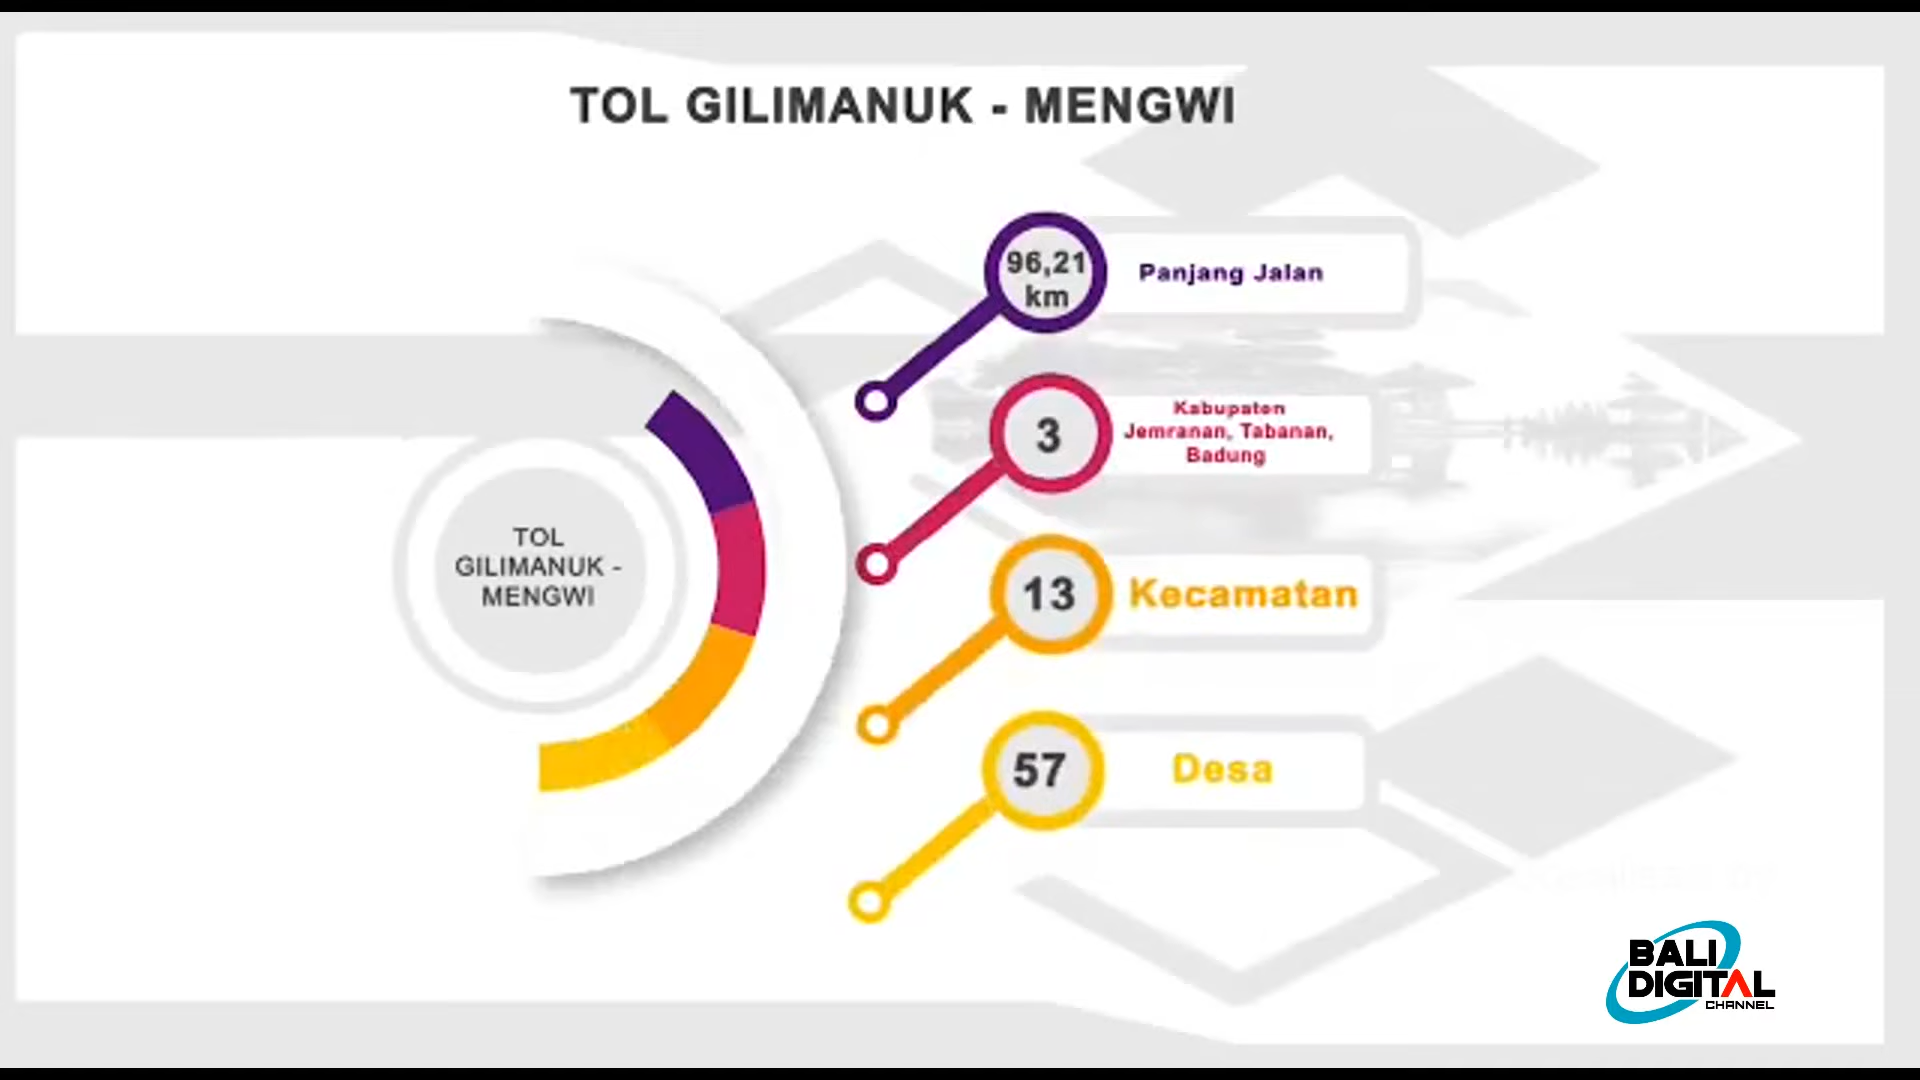 TOL GILIMANUK - MENGWI
96,21
km
Panjang Jalan
3
Kabupaten
Jemranan, Tabanan,
Badung
TOL
GILIMANUK -
MENGWI
13
Kecamatan
57
Desa
BALI
DIGITAL
CHANNEL